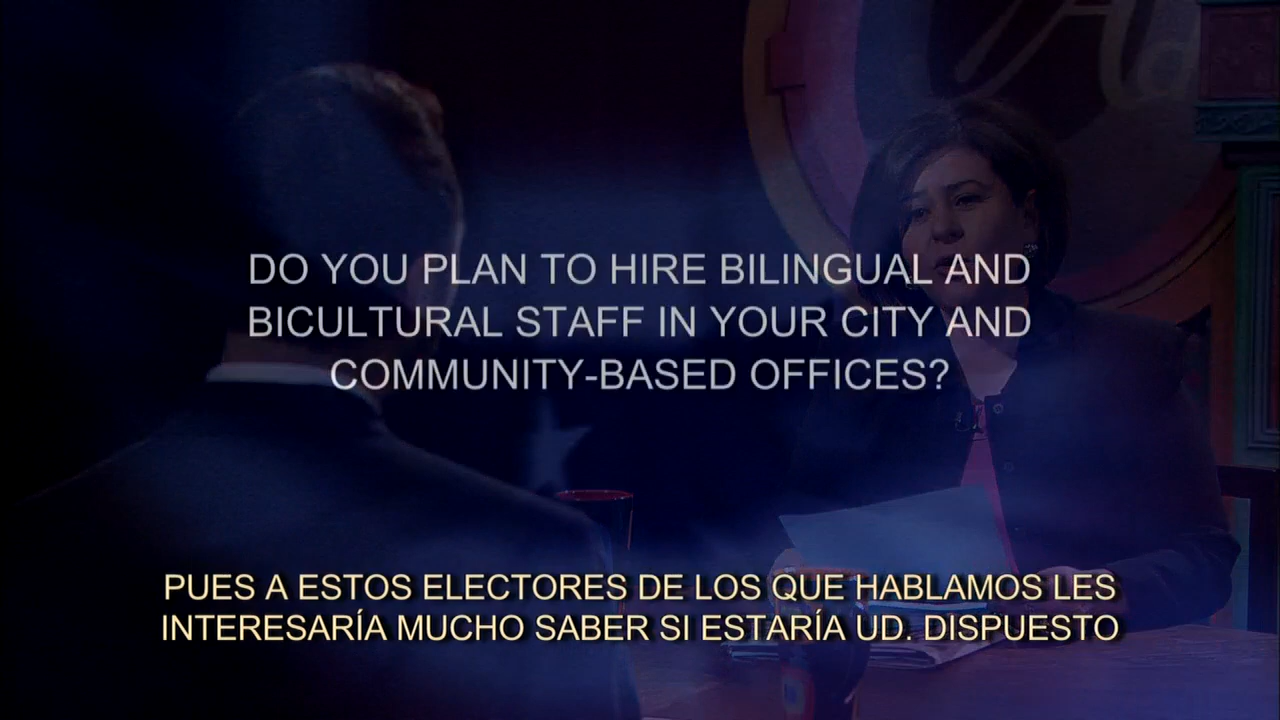 DO YOU PLAN TO HIRE BILINGUAL AND
BICULTURAL STAFF IN YOUR CITY AND
COMMUNITY-BASED OFFICES?
PUES A ESTOS ELECTORES DE LOS QUE HABLAMOS LES
INTERESARÍA MUCHO SABER SI ESTARÍA UD. DISPUESTO